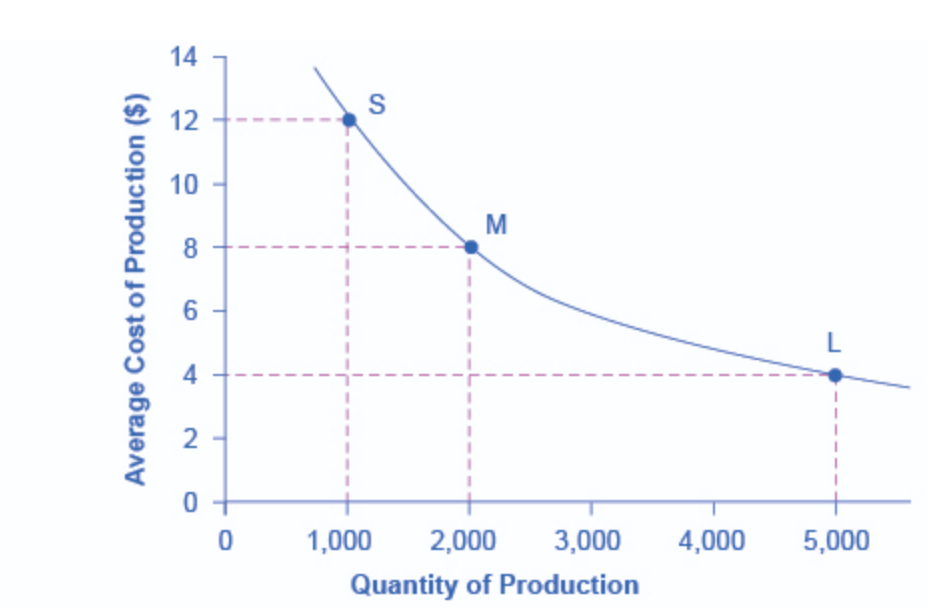 Average Cost of Production ($)
14
12
10
8
6
4
2
0
S
M
L
0 1,000 2,000 3,000 4,000 5,000
Quantity of Production